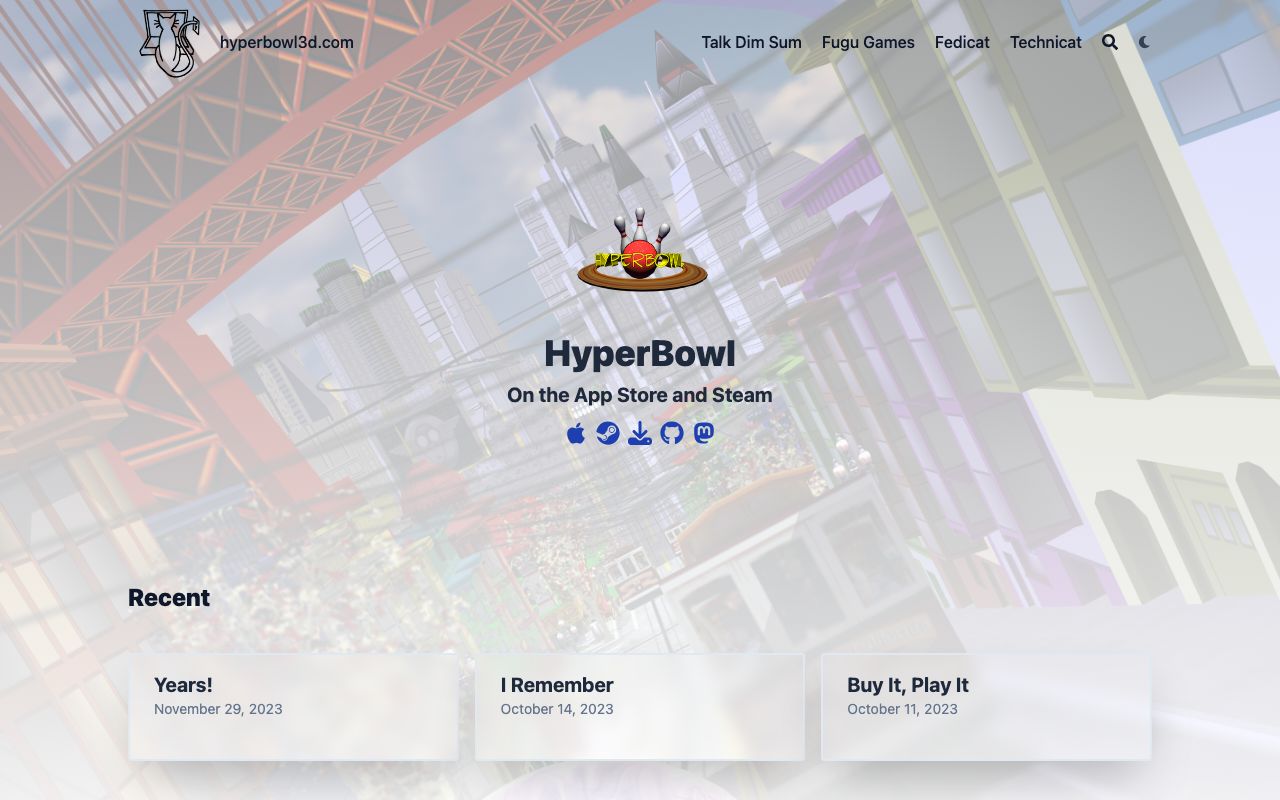 hyperbowl3d.com
Talk Dim Sum
Fugu Games
Fedicat
Technicat
HYPERBOWL
HyperBowl
On the App Store and Steam
Recent
Years!
November 29, 2023
I Remember
October 14, 2023
Buy It, Play It
October 11, 2023